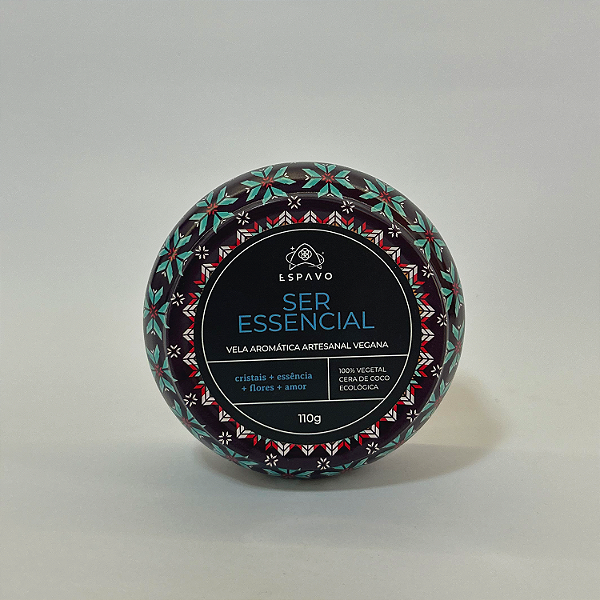 ESPAVO
SER
ESSENCIAL
VELA AROMÁTICA ARTESANAL VEGANA
cristais + essência
+ flores + amor
100% VEGETAL
CERA DE COCO
ECOLÓGICA
110g